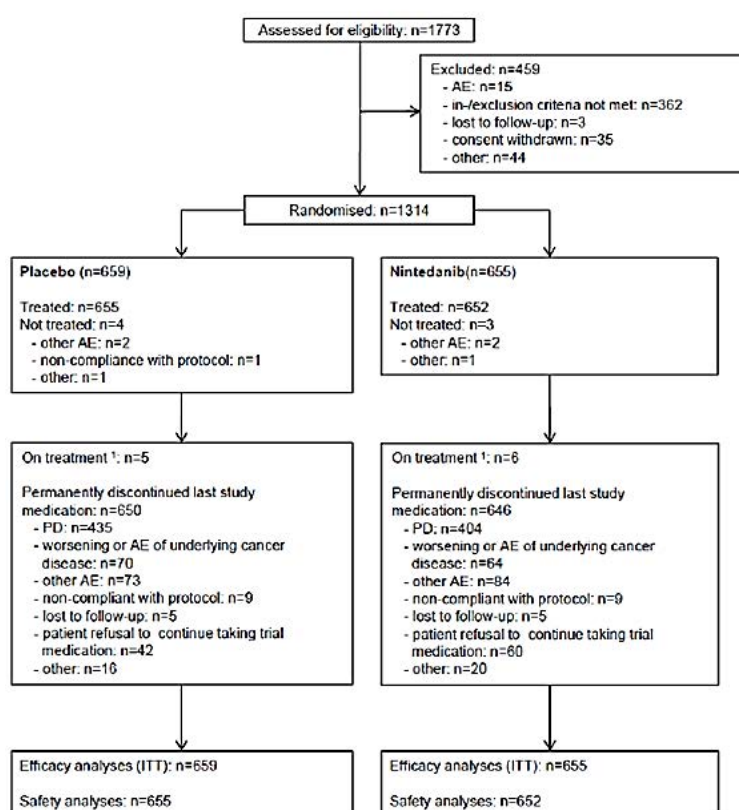 Assessed for eligibility: n=1773
Excluded: n=459
- AE: n=15
- in-/exclusion criteria not met: n=362
- lost to follow-up: n=3
- consent withdrawn: n=35
- other: n=44
Randomised: n=1314
Placebo (n=659)
Treated: n=655
Not treated: n=4
- other AE: n=2
- non-compliance with protocol: n=1
- other: n=1
Nintedanib(n=655)
Treated: n=652
Not treated: n=3
- other AE: n=2
- other: n=1
On treatment ¹: n=5
Permanently discontinued last study
medication: n=650
- PD: n=435
- worsening or AE of underlying cancer
disease: n=70
- other AE: n=73
- non-compliant with protocol: n=9
- lost to follow-up: n=5
- patient refusal to continue taking trial
medication: n=42
- other: n=16
On treatment ¹: n=6
Permanently discontinued last study
medication: n=646
- PD: n=404
- worsening or AE of underlying cancer
disease: n=64
- other AE: n=84
- non-compliant with protocol: n=9
- lost to follow-up: n=5
- patient refusal to continue taking trial
medication: n=60
- other: n=20
Efficacy analyses (ITT): n=659
Safety analyses: n=655
Efficacy analyses (ITT): n=655
Safety analyses: n=652